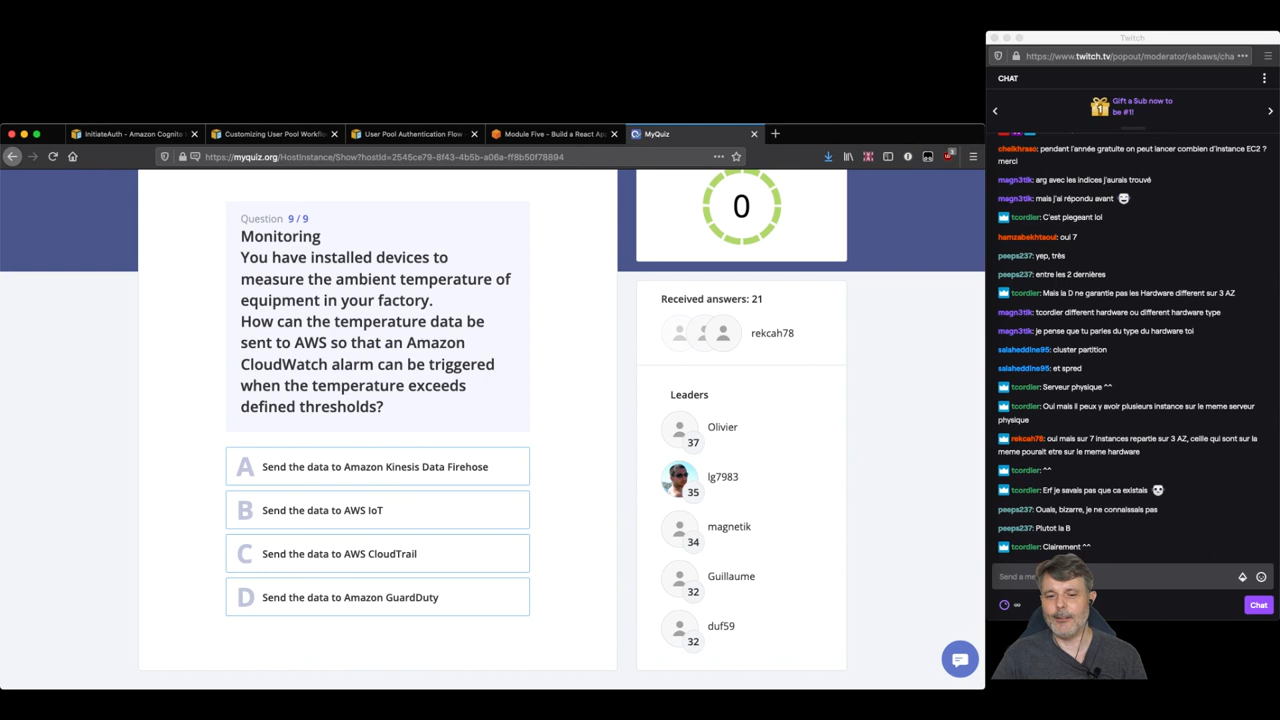 Twitch
https://www.twitch.tv/popout/moderator/sebaws/cha
CHAT
Gift a Sub now to
be #1!
1
cheikhraso: pendant l'année gratuite on peut lancer combien d'instance EC2 ?
merci
magn3tik: arg avec les indices j'aurais trouvé
magn3tik: mais j'ai répondu avant
tcordier: C'est piegeant loi
hamzabekhtaoui: oui 7
peeps237: yep, très
peeps237: entre les 2 dernières
tcordier: Mais la D ne garantie pas les Hardware different sur 3 AZ
magn3tik: tcordier different hardware ou different hardware type
magn3tik: je pense que tu parles du type du hardware toi
salaheddine95: cluster partition
salaheddine95: et spred
tcordier: Serveur physique ^^
tcordier: Oui mais il peux y avoir plusieurs instance sur le meme serveur
physique
rekcah78: oui mais sur 7 instances repartie sur 3 AZ, ceille qui sont sur la
meme pourait etre sur le meme hardware
tcordier: ^^
tcordier: Erf je savais pas que ca existais
peeps237: Ouais, bizarre, je ne connaissais pas
peeps237: Plutot la B
tcordier: Clairement ^^
Send a me
Chat
InitiateAuth - Amazon Cognito
Customizing User Pool Workflo
User Pool Authentication Flow
Module Five - Build a React App
MyQuiz
https://myquiz.org/HostInstance/Show?hostId=2545ce79-8f43-4b5b-a06a-ff8b50f78894
3
Question 9 / 9
Monitoring
You have installed devices to
measure the ambient temperature of
equipment in your factory.
How can the temperature data be
sent to AWS so that an Amazon
CloudWatch alarm can be triggered
when the temperature exceeds
defined thresholds?
A Send the data to Amazon Kinesis Data Firehose
B Send the data to AWS IoT
C Send the data to AWS CloudTrail
D Send the data to Amazon GuardDuty
0
Received answers: 21
rekcah78
Leaders
Olivier
37
lg7983
35
magnetik
34
Guillaume
32
duf59
32